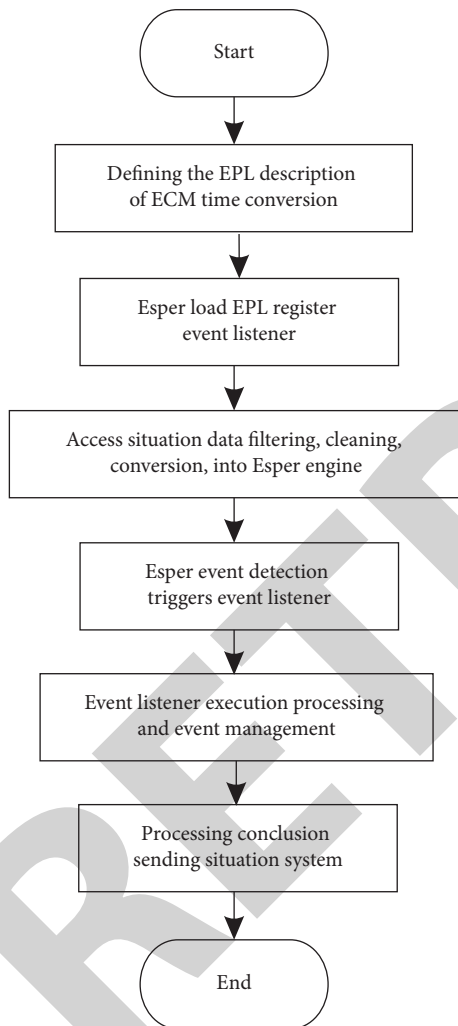 Start
Defining the EPL description
of ECM time conversion
Esper load EPL register
event listener
Access situation data filtering, cleaning,
conversion, into Esper engine
Esper event detection
triggers event listener
Event listener execution processing
and event management
Processing conclusion
sending situation system
End